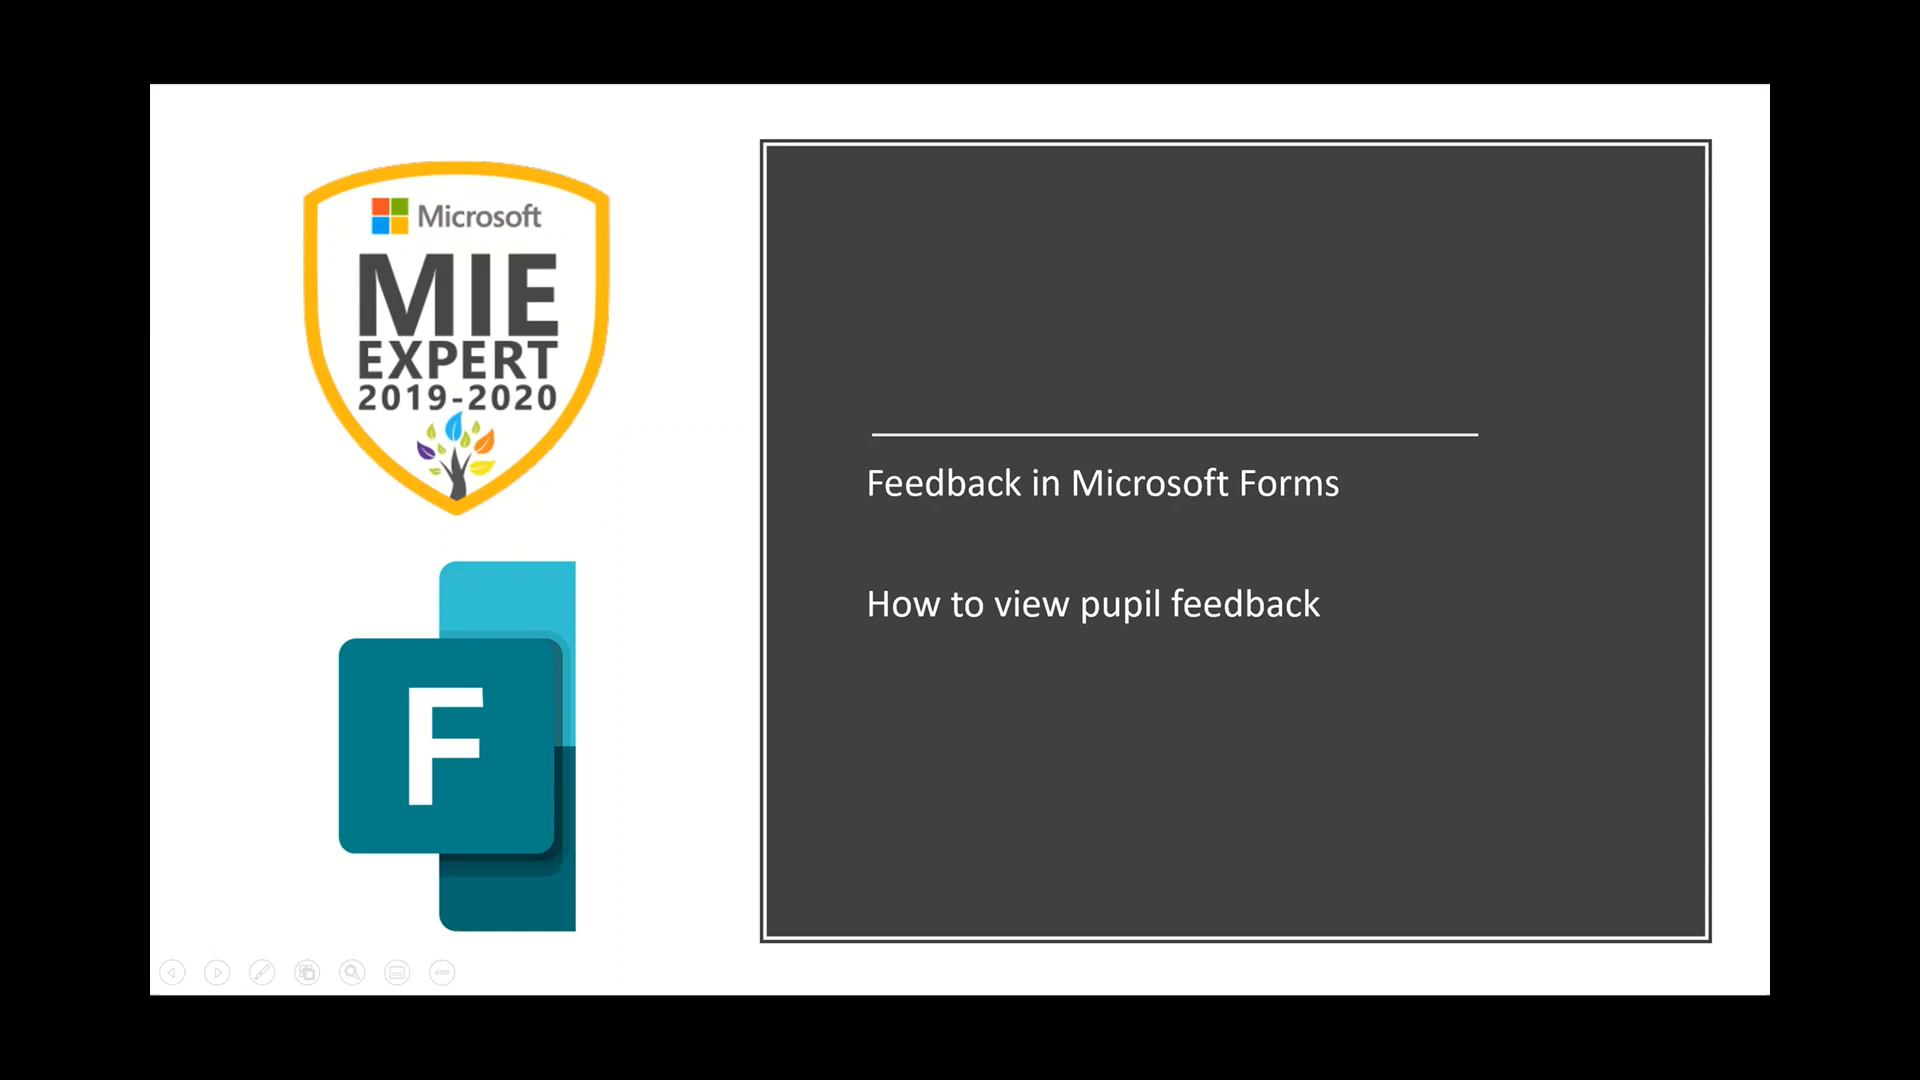 Microsoft
MIE
EXPERT
2019-2020
F
Feedback in Microsoft Forms
How to view pupil feedback